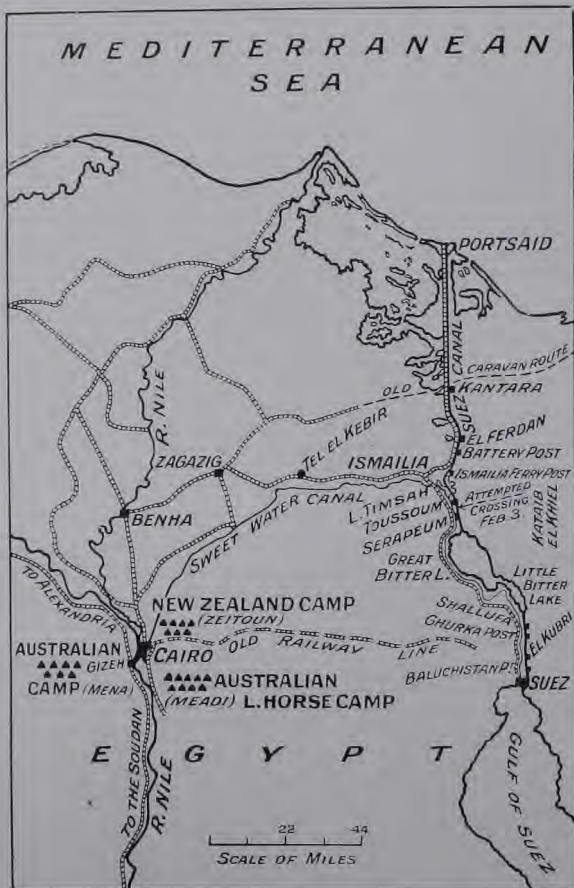 MEDITERRANEAN
SEA
PORTSAID
SUEZ CANAL
OLD CARAVAN ROUTE
KANTARA
R. NILE
EL FERDAN
BATTERY POST
TEL EL KEBIR
ISMAILIA
ISMAILIA FERRY POST
ZAGAZIG
ATTEMPTED
CROSSING
FEB. 3.
KATAIB
EL KHIEL
L. TIMSAH
TOUSSOUM
SERAPEUM
BENHA
SWEET WATER CANAL
GREAT
BITTER L.
LITTLE
BITTER
LAKE
TO ALEXANDRIA
NEW ZEALAND CAMP
(ZEITOUN)
SHALLUFA
GHURKA POST
EL KUBRI
OLD RAILWAY LINE
AUSTRALIAN
GIZEH
CAMP (MENA)
CAIRO
BALUCHISTAN P.
SUEZ
AUSTRALIAN
(MEADI) L. HORSE CAMP
EGYPT
TO THE SOUDAN
R. NILE
GULF OF SUEZ
22 44
SCALE OF MILES